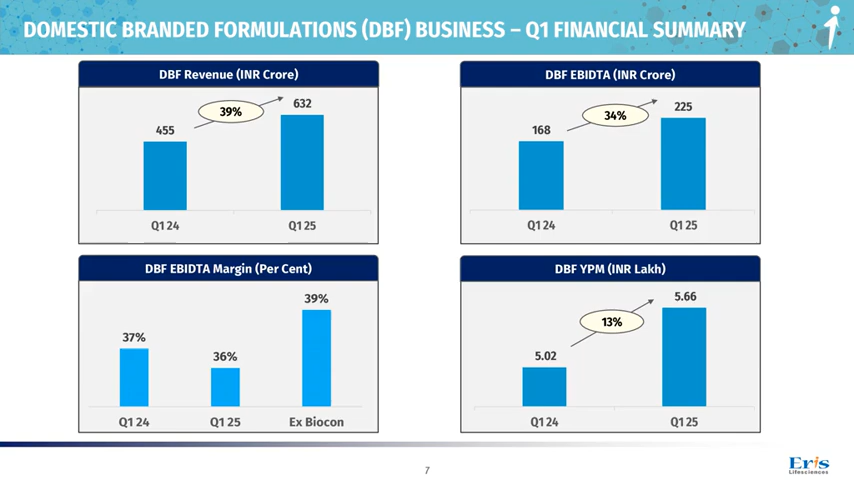 DOMESTIC BRANDED FORMULATIONS (DBF) BUSINESS – Q1 FINANCIAL SUMMARY
DBF Revenue (INR Crore)
39%
455
632
Q1 24
Q1 25
DBF EBIDTA (INR Crore)
34%
168
225
Q1 24
Q1 25
DBF EBIDTA Margin (Per Cent)
37%
36%
39%
Q1 24
Q1 25
Ex Biocon
DBF YPM (INR Lakh)
13%
5.02
5.66
Q1 24
Q1 25
7
Eris
Lifesciences